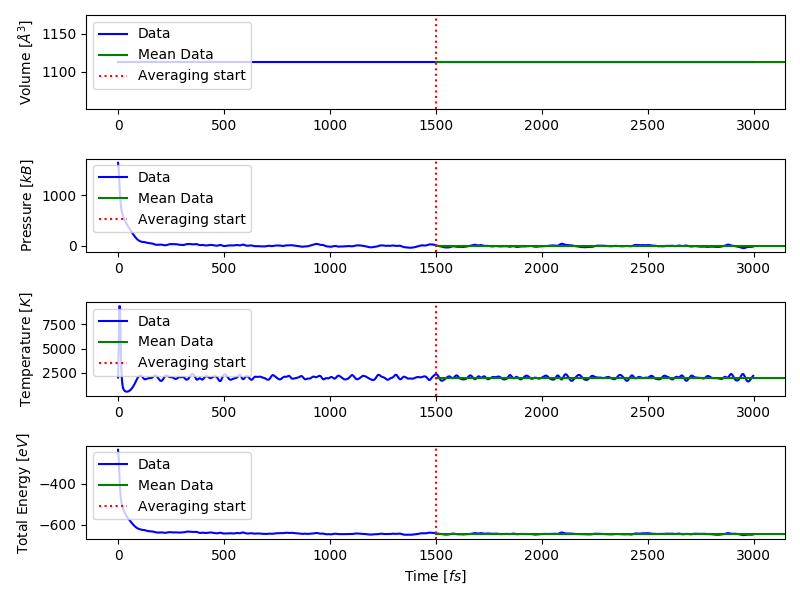 Volume [Å³]
1150
1100
Data
Mean Data
Averaging start
0 500 1000 1500 2000 2500 3000
Pressure [kB]
1000
0
Data
Mean Data
Averaging start
0 500 1000 1500 2000 2500 3000
Temperature [K]
7500
5000
2500
Data
Mean Data
Averaging start
0 500 1000 1500 2000 2500 3000
Total Energy [eV]
−400
−600
Data
Mean Data
Averaging start
0 500 1000 1500 2000 2500 3000
Time [fs]